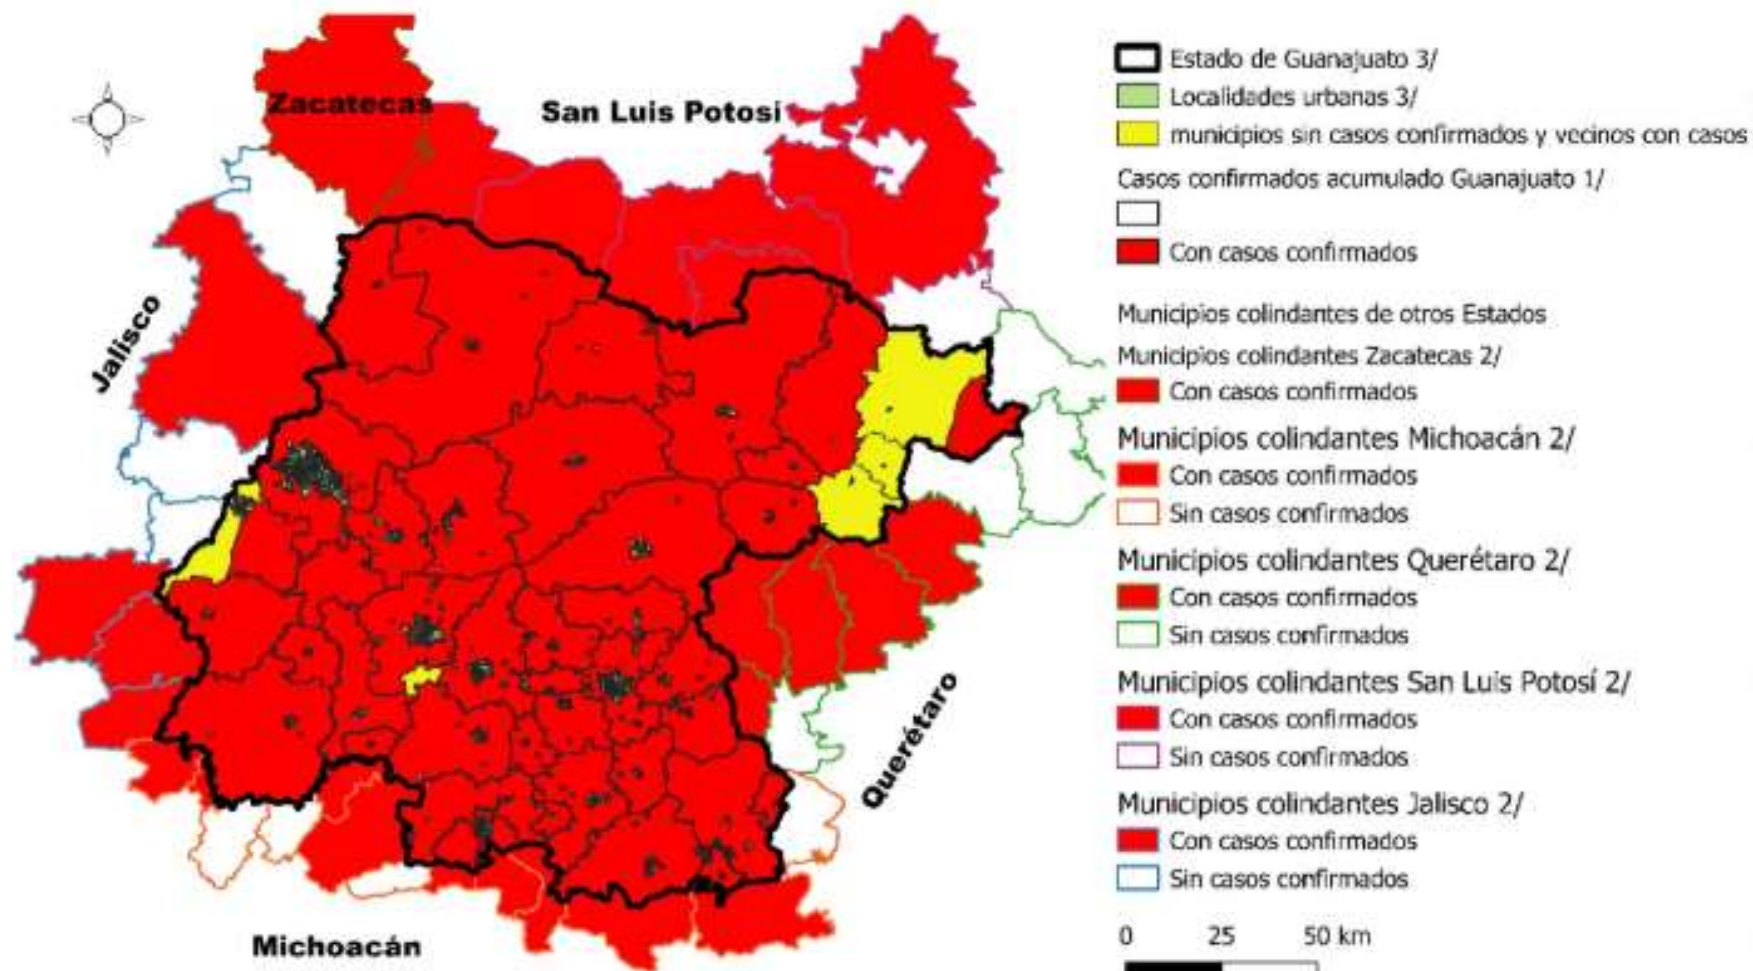 Zacatecas
San Luis Potosí
Jalisco
Querétaro
Michoacán
Estado de Guanajuato 3/
Localidades urbanas 3/
municipios sin casos confirmados y vecinos con casos
Casos confirmados acumulado Guanajuato 1/
Con casos confirmados
Municipios colindantes de otros Estados
Municipios colindantes Zacatecas 2/
Con casos confirmados
Municipios colindantes Michoacán 2/
Con casos confirmados
Sin casos confirmados
Municipios colindantes Querétaro 2/
Con casos confirmados
Sin casos confirmados
Municipios colindantes San Luis Potosí 2/
Con casos confirmados
Sin casos confirmados
Municipios colindantes Jalisco 2/
Con casos confirmados
Sin casos confirmados
0 25 50 km